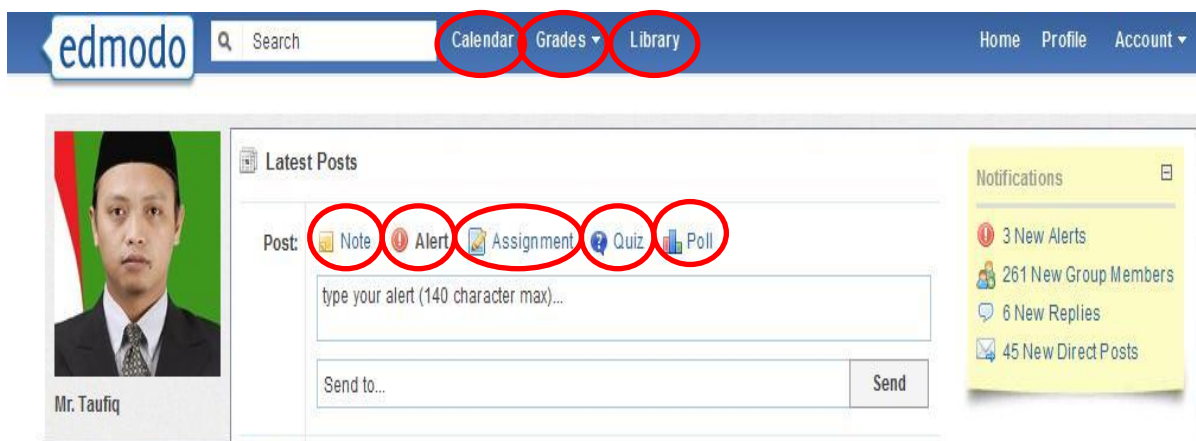 edmodo Search Calendar Grades Library Home Profile Account
Latest Posts
Post: Note Alert Assignment Quiz Poll
type your alert (140 character max)...
Send to... Send
Mr. Taufiq
Notifications
3 New Alerts
261 New Group Members
6 New Replies
45 New Direct Posts